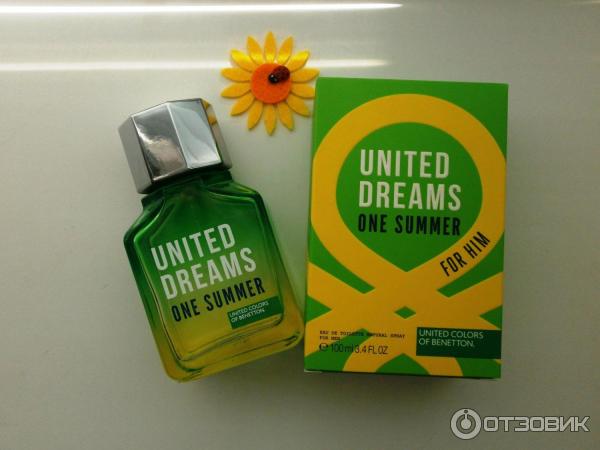 UNITED
DREAMS
ONE SUMMER
UNITED COLORS
OF BENETTON.
UNITED
DREAMS
ONE SUMMER
FOR HIM
EAU DE TOILETTE NATURAL SPRAY
FOR MEN
℮ 100 ml 3.4 FL.OZ
UNITED COLORS
OF BENETTON.
ОТЗОВИК